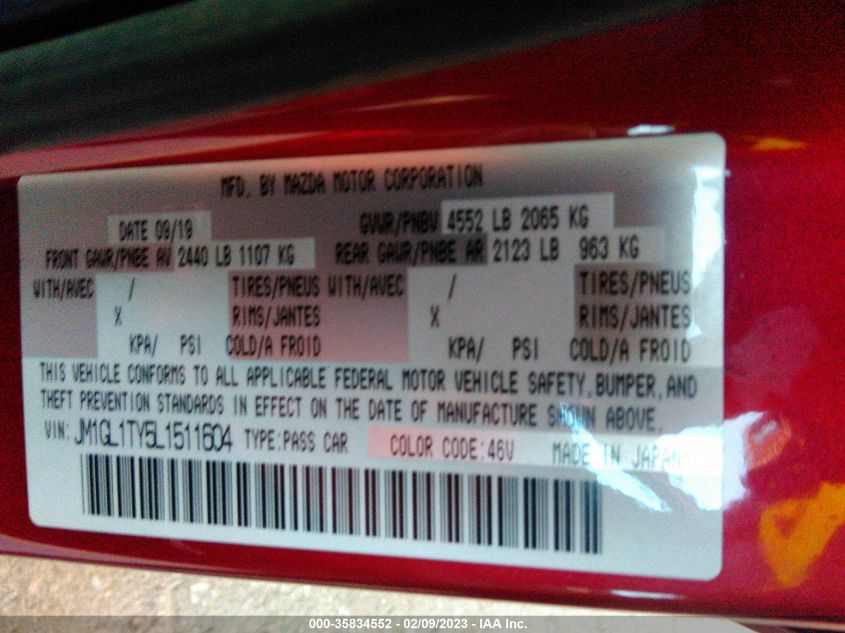 MFD. BY MAZDA MOTOR CORPORATION
DATE 09/19 GVWR/PNBV 4552 LB 2065 KG
FRONT GAWR/PNBE AV 2440 LB 1107 KG REAR GAWR/PNBE AR 2123 LB 963 KG
WITH/AVEC / TIRES/PNEUS WITH/AVEC / TIRES/PNEUS
X RIMS/JANTES X RIMS/JANTES
KPA/ PSI COLD/A FROID KPA/ PSI COLD/A FROID
THIS VEHICLE CONFORMS TO ALL APPLICABLE FEDERAL MOTOR VEHICLE SAFETY, BUMPER, AND
THEFT PREVENTION STANDARDS IN EFFECT ON THE DATE OF MANUFACTURE SHOWN ABOVE.
VIN: JM1GL1TY5L1511604 TYPE:PASS CAR COLOR CODE:46V MADE IN JAPAN
000-35834552 - 02/09/2023 - IAA Inc.